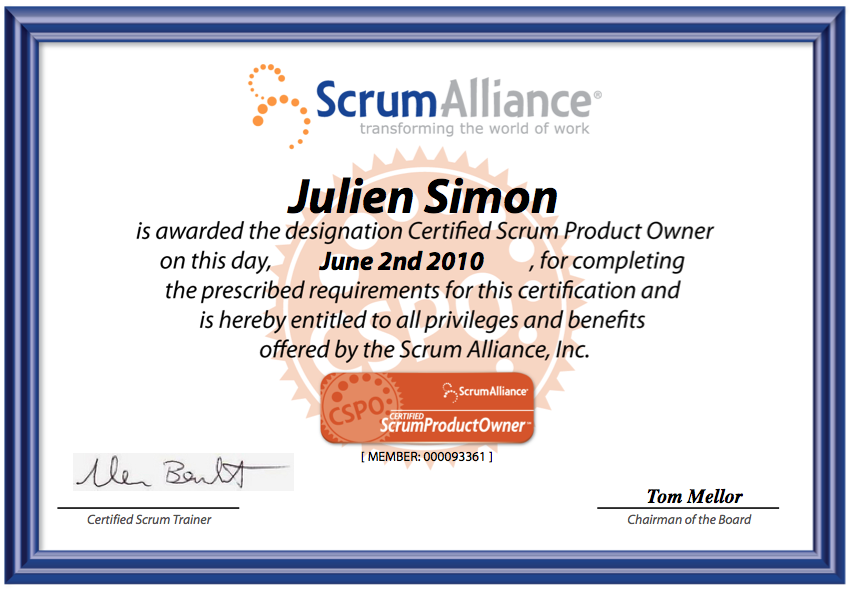 ScrumAlliance®
transforming the world of work
Julien Simon
is awarded the designation Certified Scrum Product Owner
on this day, June 2nd 2010 , for completing
the prescribed requirements for this certification and
is hereby entitled to all privileges and benefits
offered by the Scrum Alliance, Inc.
CSPO
ScrumAlliance®
CSPO
CERTIFIED
ScrumProductOwner™
[ MEMBER: 000093361 ]
Tom Mellor
Certified Scrum Trainer
Chairman of the Board